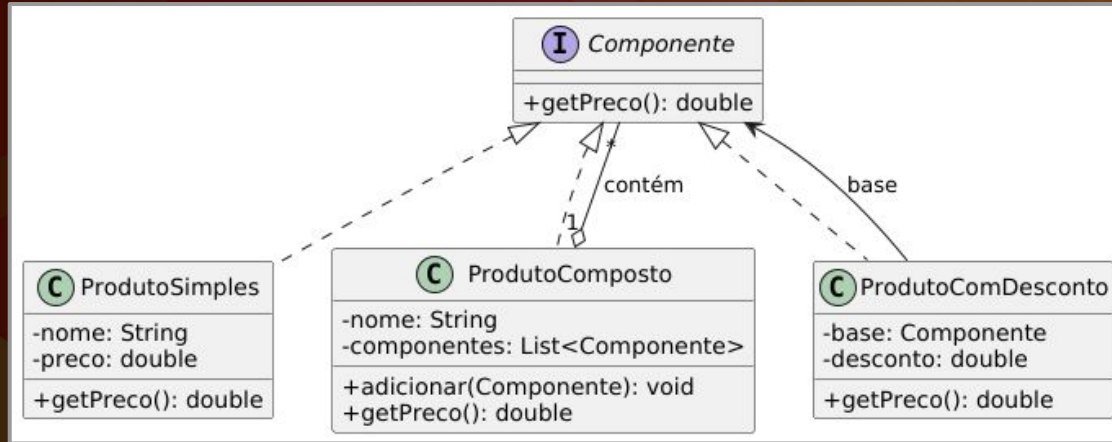 I Componente
+getPreco(): double
*
contém
base
1
C ProdutoSimples
-nome: String
-preco: double
+getPreco(): double
C ProdutoComposto
-nome: String
-componentes: List<Componente>
+adicionar(Componente): void
+getPreco(): double
C ProdutoComDesconto
-base: Componente
-desconto: double
+getPreco(): double